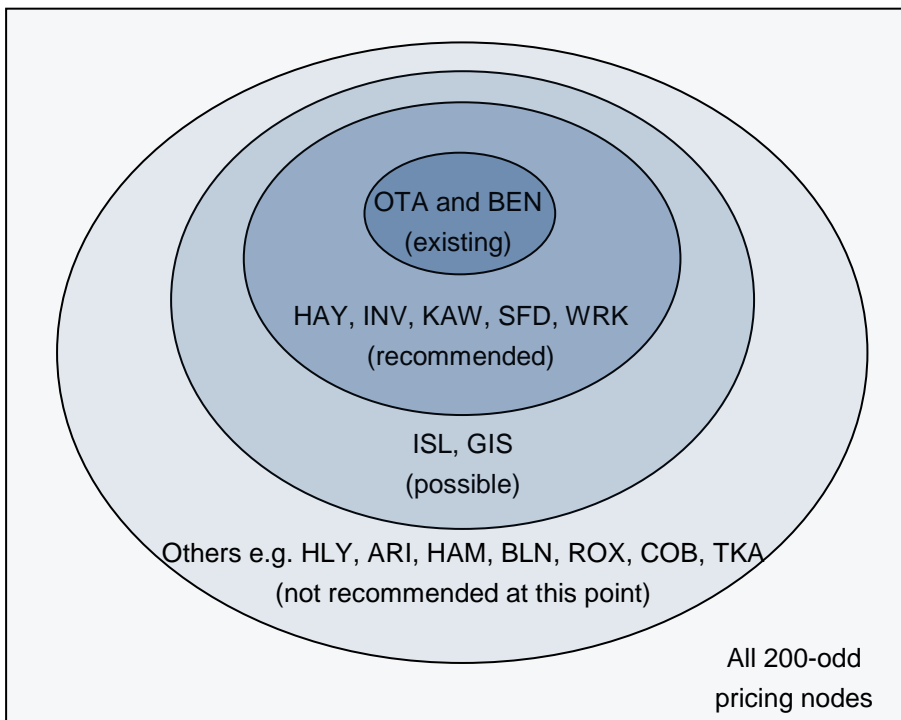 OTA and BEN
(existing)
HAY, INV, KAW, SFD, WRK
(recommended)
ISL, GIS
(possible)
Others e.g. HLY, ARI, HAM, BLN, ROX, COB, TKA
(not recommended at this point)
All 200-odd
pricing nodes